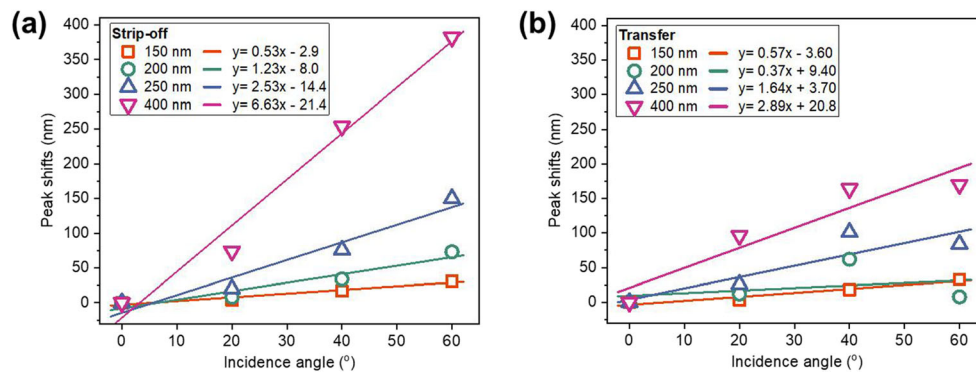 (a)
Strip-off
150 nm y= 0.53x - 2.9
200 nm y= 1.23x - 8.0
250 nm y= 2.53x - 14.4
400 nm y= 6.63x - 21.4
Peak shifts (nm)
400
350
300
250
200
150
100
50
0
0 10 20 30 40 50 60
Incidence angle (°)
(b)
Transfer
150 nm y= 0.57x - 3.60
200 nm y= 0.37x + 9.40
250 nm y= 1.64x + 3.70
400 nm y= 2.89x + 20.8
Peak shifts (nm)
400
350
300
250
200
150
100
50
0
0 10 20 30 40 50 60
Incidence angle (°)